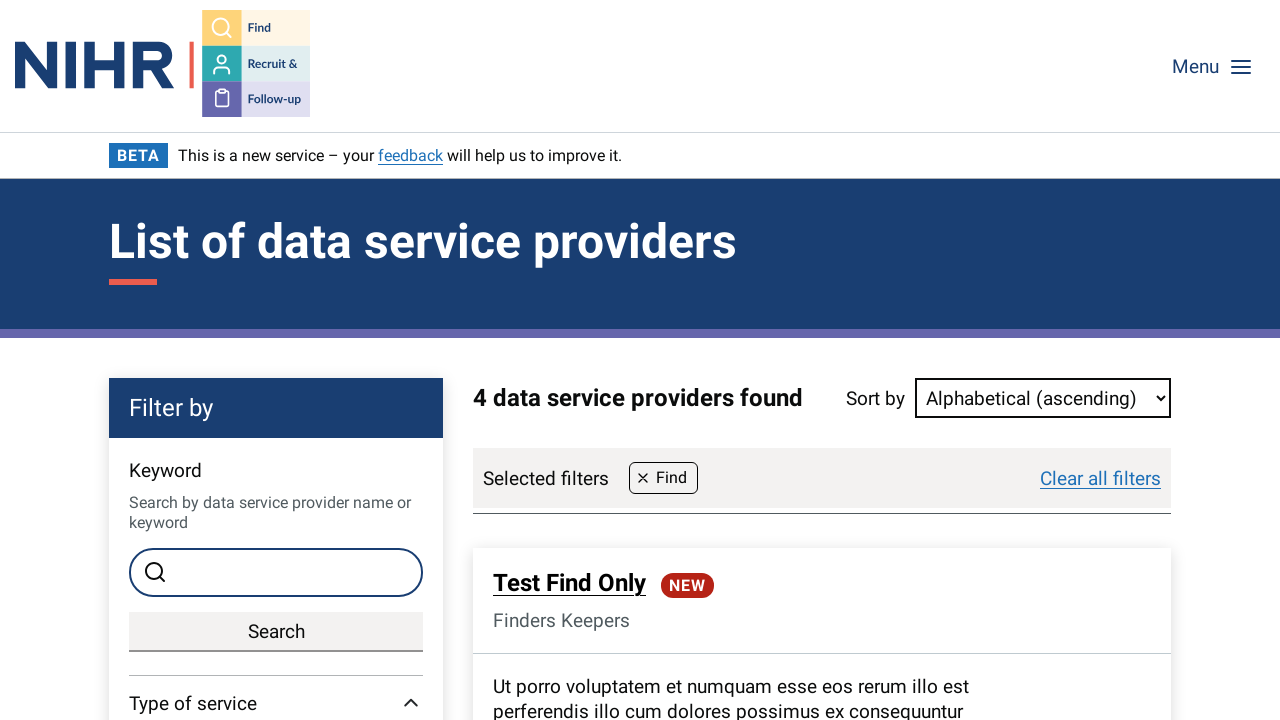 NIHR
Find
Recruit &
Follow-up
Menu
BETA This is a new service – your feedback will help us to improve it.
List of data service providers
Filter by
Keyword
Search by data service provider name or
keyword
Search
Type of service
4 data service providers found
Sort by Alphabetical (ascending)
Selected filters Find Clear all filters
Test Find Only NEW
Finders Keepers
Ut porro voluptatem et numquam esse eos rerum illo est
perferendis illo cum dolores possimus ex consequuntur